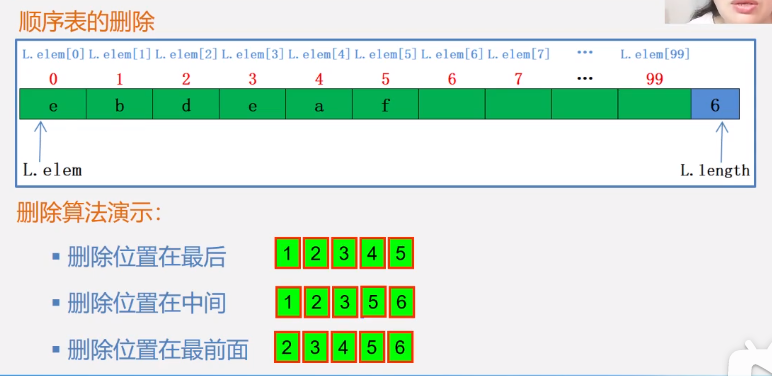 顺序表的删除
L.elem[0] L.elem[1] L.elem[2] L.elem[3] L.elem[4] L.elem[5] L.elem[6] L.elem[7] … L.elem[99]
0 1 2 3 4 5 6 7 … 99
e b d e a f 6
L.elem L.length
删除算法演示：
▪ 删除位置在最后 1 2 3 4 5
▪ 删除位置在中间 1 2 3 5 6
▪ 删除位置在最前面 2 3 4 5 6